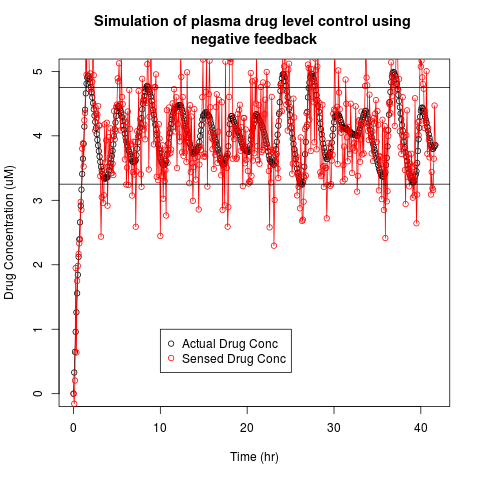 Simulation of plasma drug level control using
negative feedback
Drug Concentration (uM)
5
4
3
2
1
0
Actual Drug Conc
Sensed Drug Conc
0 10 20 30 40
Time (hr)